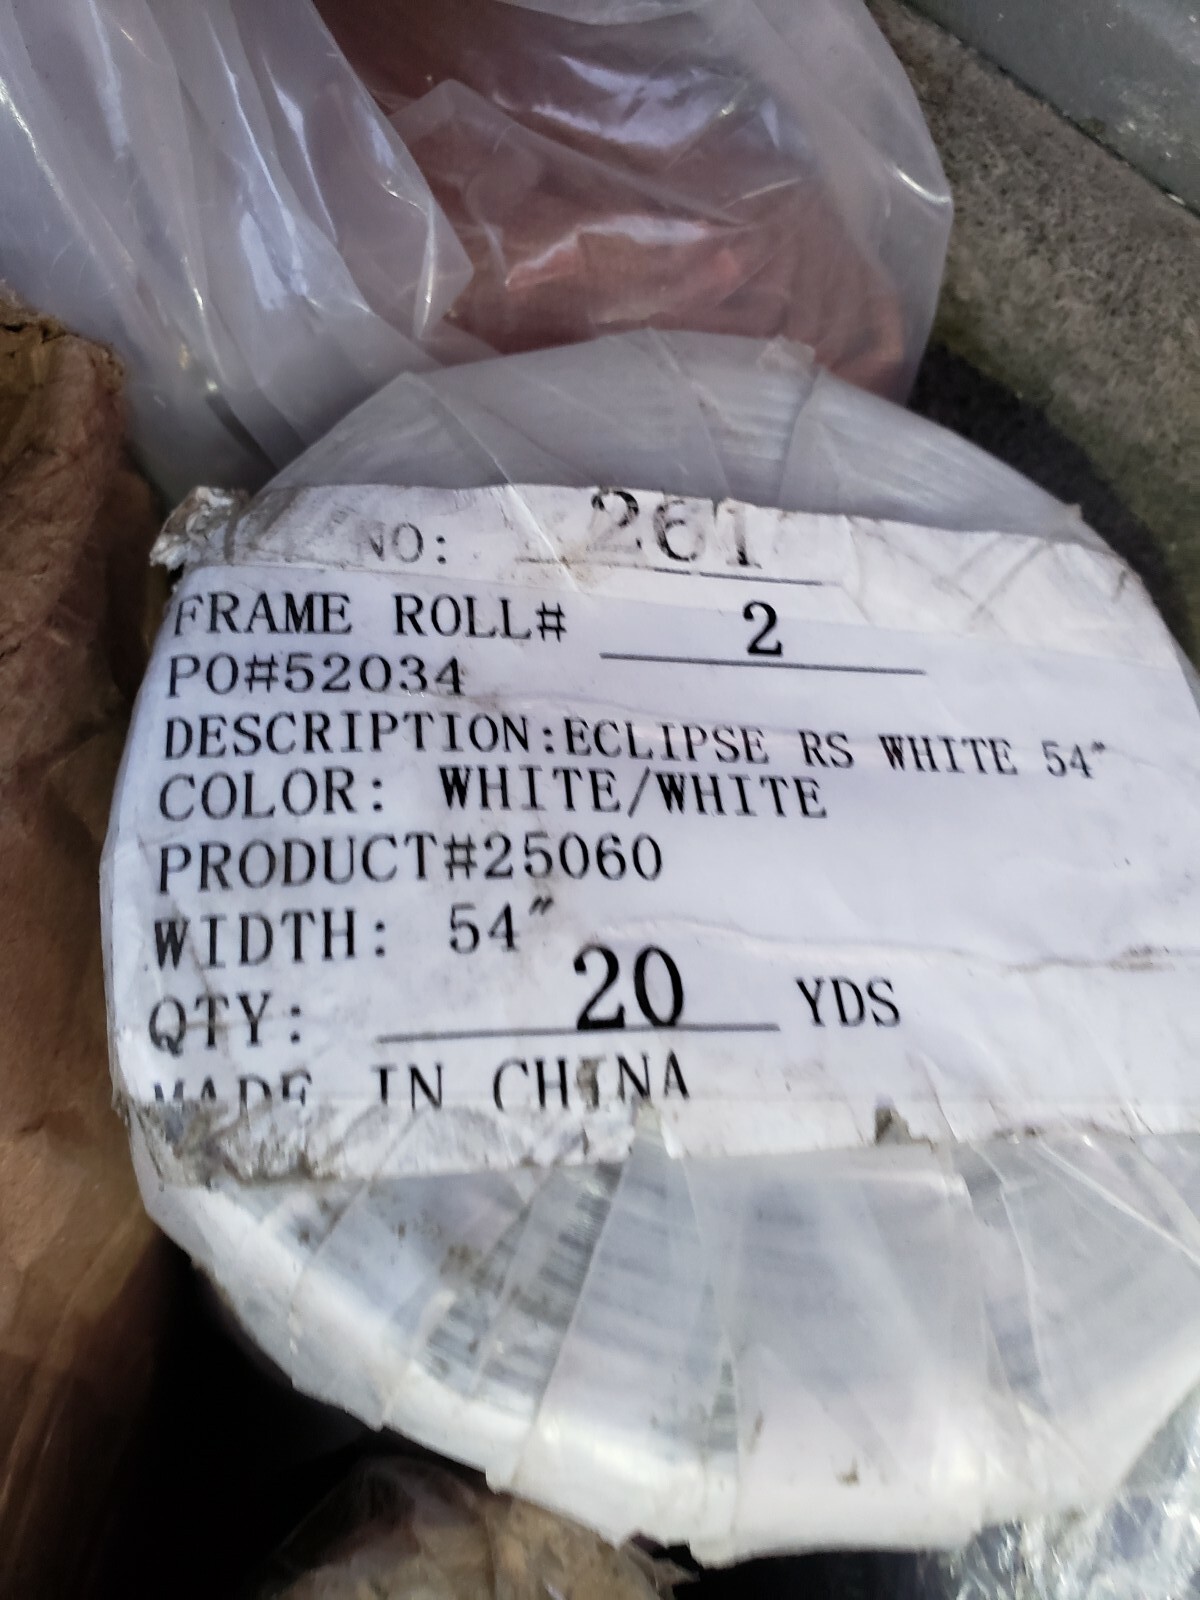 NO: 261
FRAME ROLL# 2
PO#52034
DESCRIPTION:ECLIPSE RS WHITE 54"
COLOR: WHITE/WHITE
PRODUCT#25060
WIDTH: 54"
QTY: 20 YDS
MADE IN CHINA